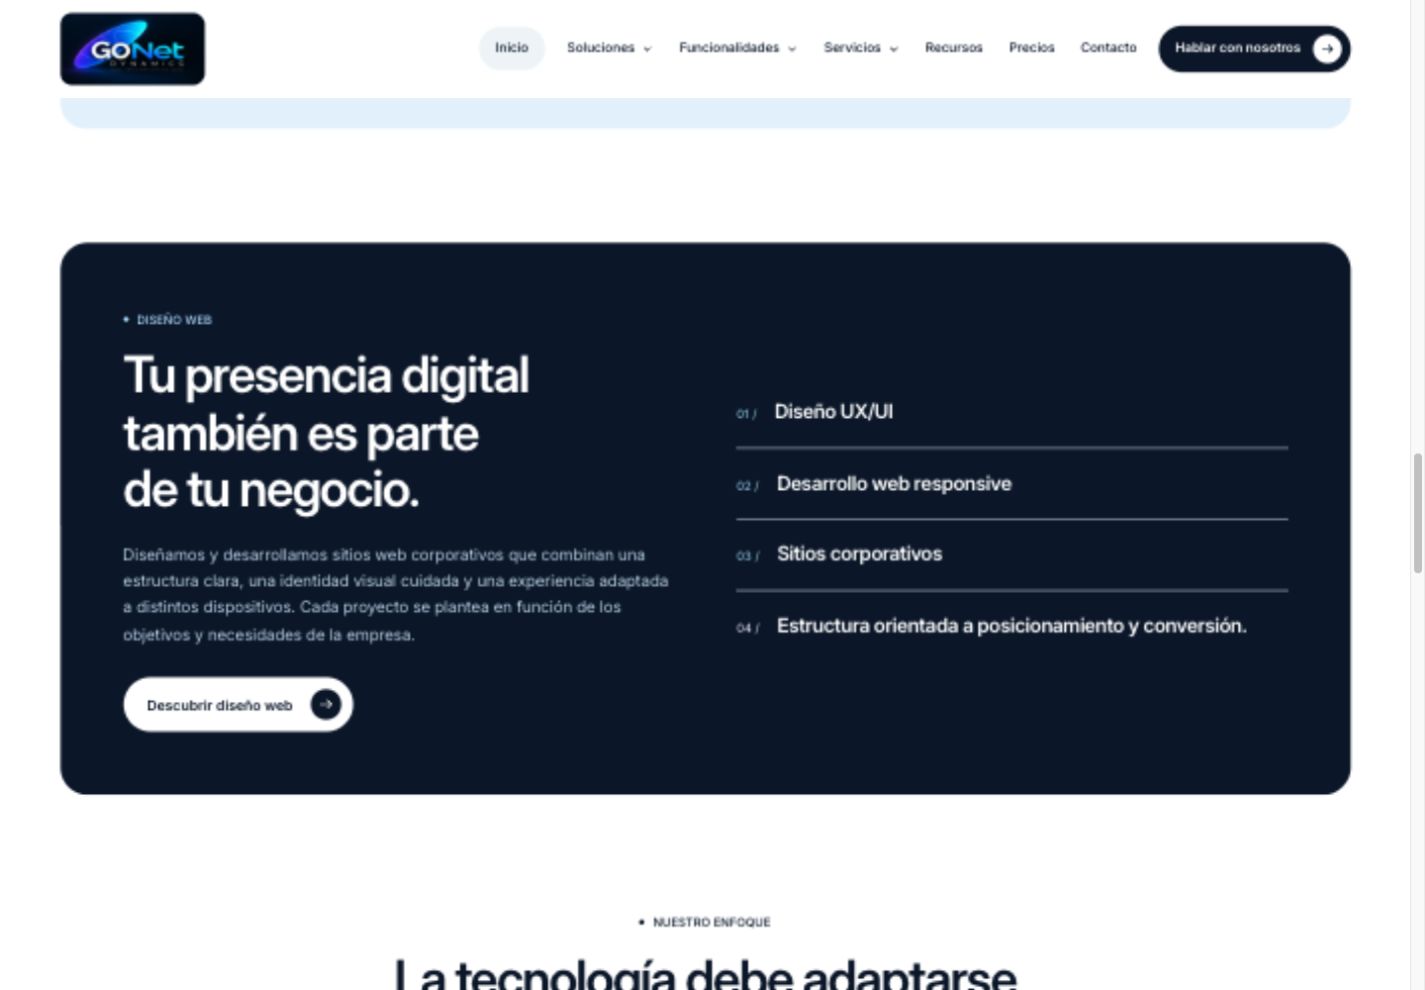 GONet
DYNAMICS
Inicio
Soluciones
Funcionalidades
Servicios
Recursos
Precios
Contacto
Hablar con nosotros
DISEÑO WEB
Tu presencia digital
también es parte
de tu negocio.
Diseñamos y desarrollamos sitios web corporativos que combinan una
estructura clara, una identidad visual cuidada y una experiencia adaptada
a distintos dispositivos. Cada proyecto se plantea en función de los
objetivos y necesidades de la empresa.
Descubrir diseño web
01 / Diseño UX/UI
02 / Desarrollo web responsive
03 / Sitios corporativos
04 / Estructura orientada a posicionamiento y conversión.
NUESTRO ENFOQUE
La tecnología debe adaptarse